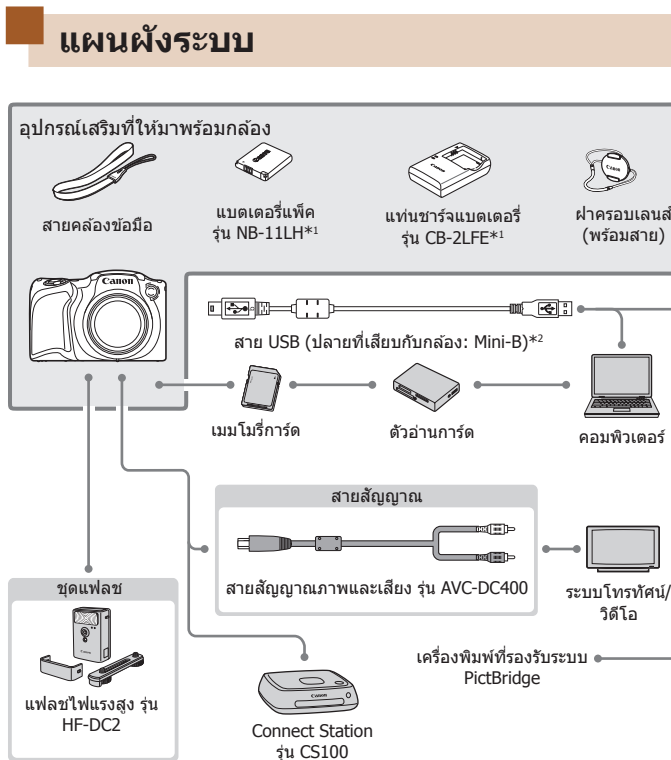 แผนผังระบบ
อุปกรณ์เสริมที่ให้มาพร้อมกล้อง
สายคล้องข้อมือ
แบตเตอรี่แพ็ค
รุ่น NB-11LH*1
แท่นชาร์จแบตเตอรี่
รุ่น CB-2LFE*1
ฝาครอบเลนส์
(พร้อมสาย)
Canon
สาย USB (ปลายที่เสียบกับกล้อง: Mini-B)*2
เมมโมรี่การ์ด
ตัวอ่านการ์ด
คอมพิวเตอร์
สายสัญญาณ
สายสัญญาณภาพและเสียง รุ่น AVC-DC400
ระบบโทรทัศน์/
วิดีโอ
ชุดแฟลช
แฟลชไฟแรงสูง รุ่น
HF-DC2
เครื่องพิมพ์ที่รองรับระบบ
PictBridge
Canon
Connect Station
รุ่น CS100